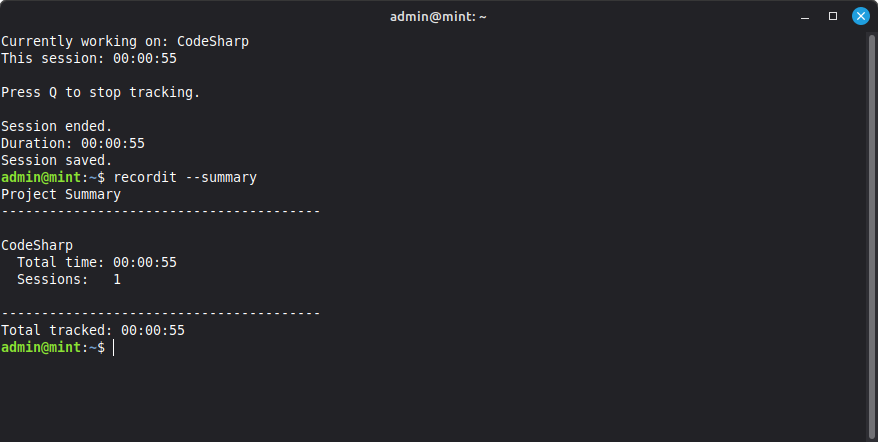 admin@mint: ~
Currently working on: CodeSharp
This session: 00:00:55
Press Q to stop tracking.
Session ended.
Duration: 00:00:55
Session saved.
admin@mint:~$ recordit --summary
Project Summary
----------------------------------------
CodeSharp
  Total time: 00:00:55
  Sessions:   1
----------------------------------------
Total tracked: 00:00:55
admin@mint:~$